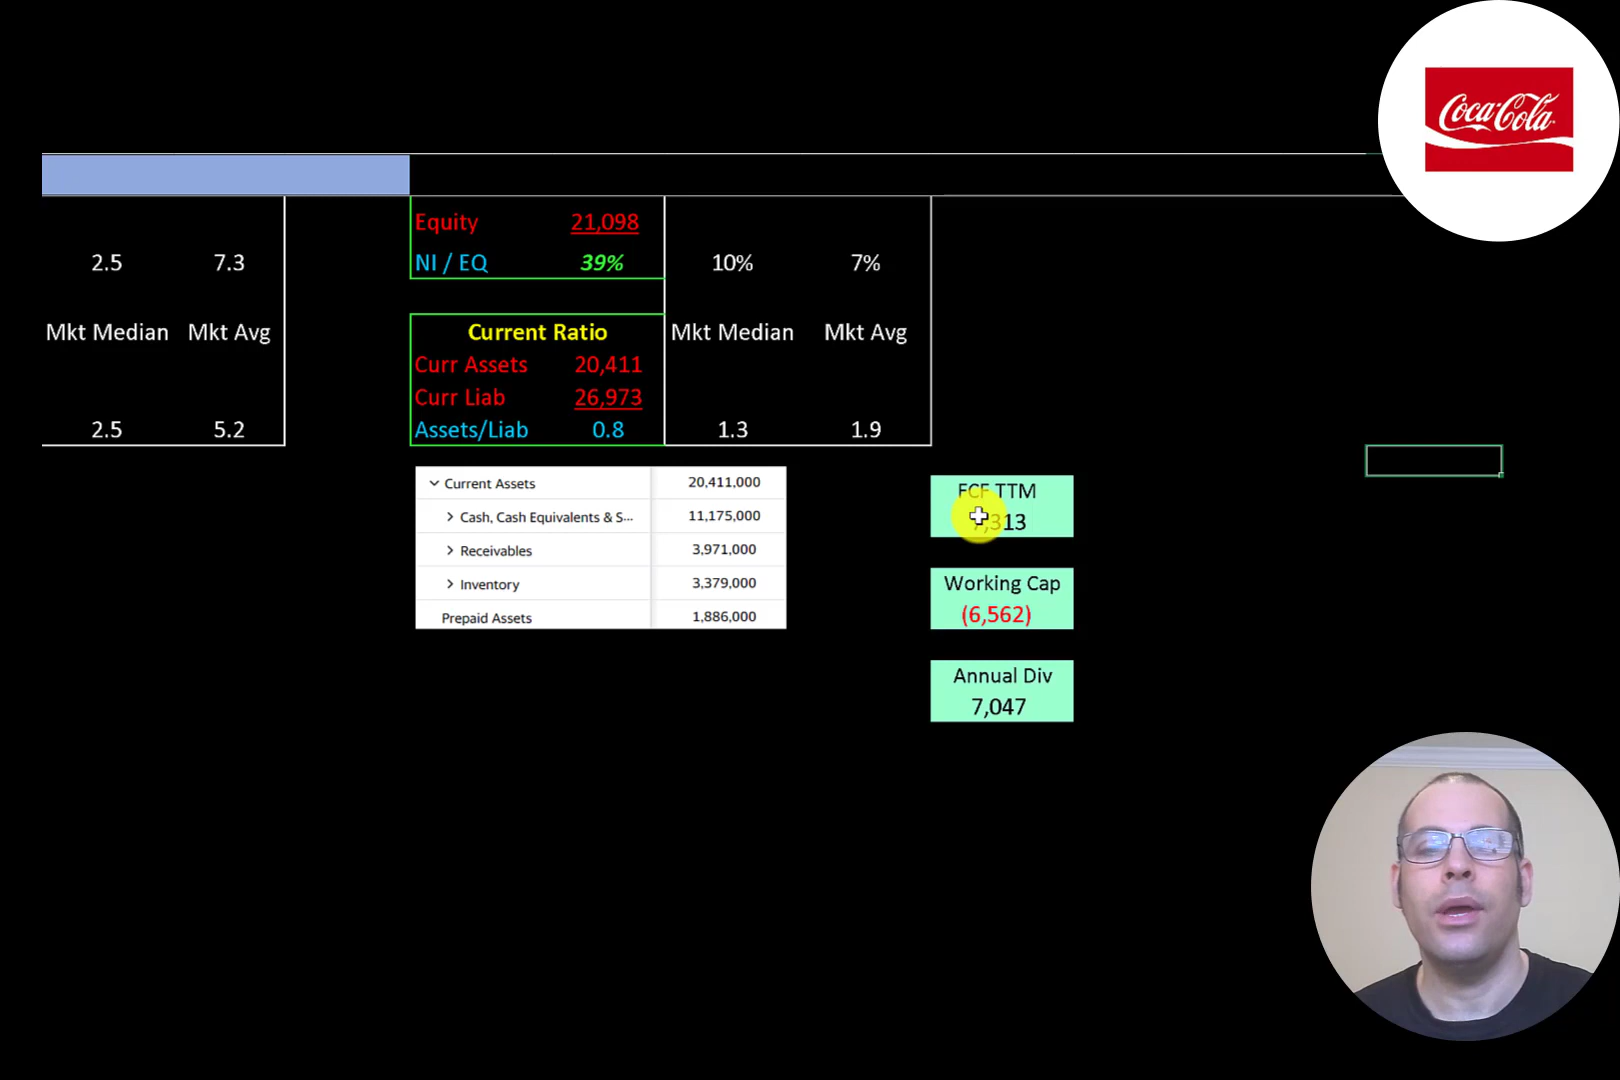 Coca-Cola
Equity 21,098
2.5 7.3 NI / EQ 39% 10% 7%
Mkt Median Mkt Avg Current Ratio Mkt Median Mkt Avg
Curr Assets 20,411
Curr Liab 26,973
2.5 5.2 Assets/Liab 0.8 1.3 1.9
Current Assets 20,411,000
Cash, Cash Equivalents & S... 11,175,000
Receivables 3,971,000
Inventory 3,379,000
Prepaid Assets 1,886,000
FCF TTM
7,313
Working Cap
(6,562)
Annual Div
7,047